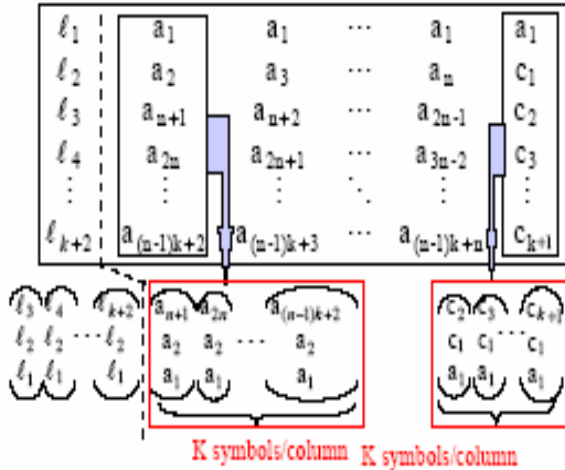 ℓ₁ a₁ a₁ ⋯ a₁ a₁
ℓ₂ a₂ a₃ ⋯ aₙ c₁
ℓ₃ aₙ₊₁ aₙ₊₂ ⋯ a₂ₙ₋₁ c₂
ℓ₄ a₂ₙ a₂ₙ₊₁ ⋯ a₃ₙ₋₂ c₃
⋮ ⋮ ⋮ ⋱ ⋮ ⋮
ℓₖ₊₂ a₍ₙ₋₁₎ₖ₊₂ a₍ₙ₋₁₎ₖ₊₃ a₍ₙ₋₁₎ₖ₊ₙ cₖ₊₁
ℓ₃ ℓ₄ ℓₖ₊₂ aₙ₊₁ a₂ₙ a₍ₙ₋₁₎ₖ₊₂ c₂ c₃ cₖ₊₁
ℓ₂ ℓ₂ ⋯ ℓ₂ a₂ a₂ ⋯ a₂ c₁ c₁ ⋯ c₁
ℓ₁ ℓ₁ ℓ₁ a₁ a₁ a₁ a₁ a₁ a₁
K symbols/column K symbols/column